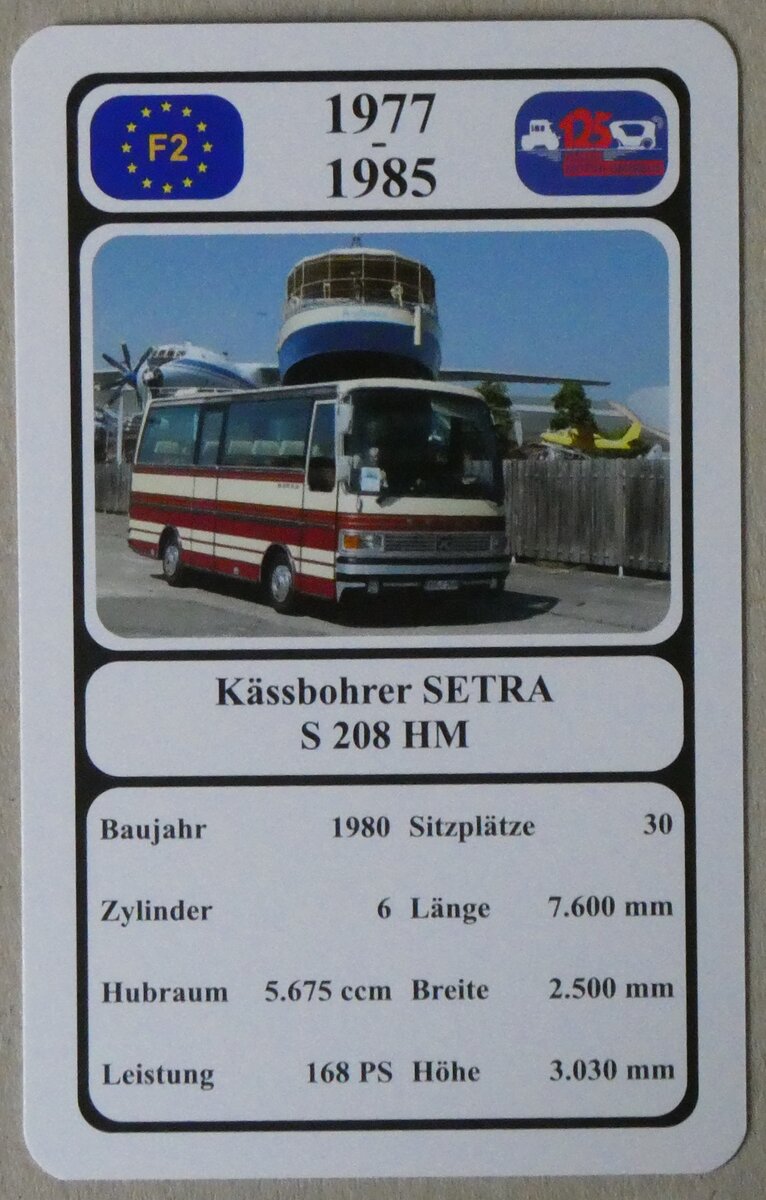 F2
1977
-
1985
125
Kässbohrer SETRA
S 208 HM
Baujahr 1980 Sitzplätze 30
Zylinder 6 Länge 7.600 mm
Hubraum 5.675 ccm Breite 2.500 mm
Leistung 168 PS Höhe 3.030 mm